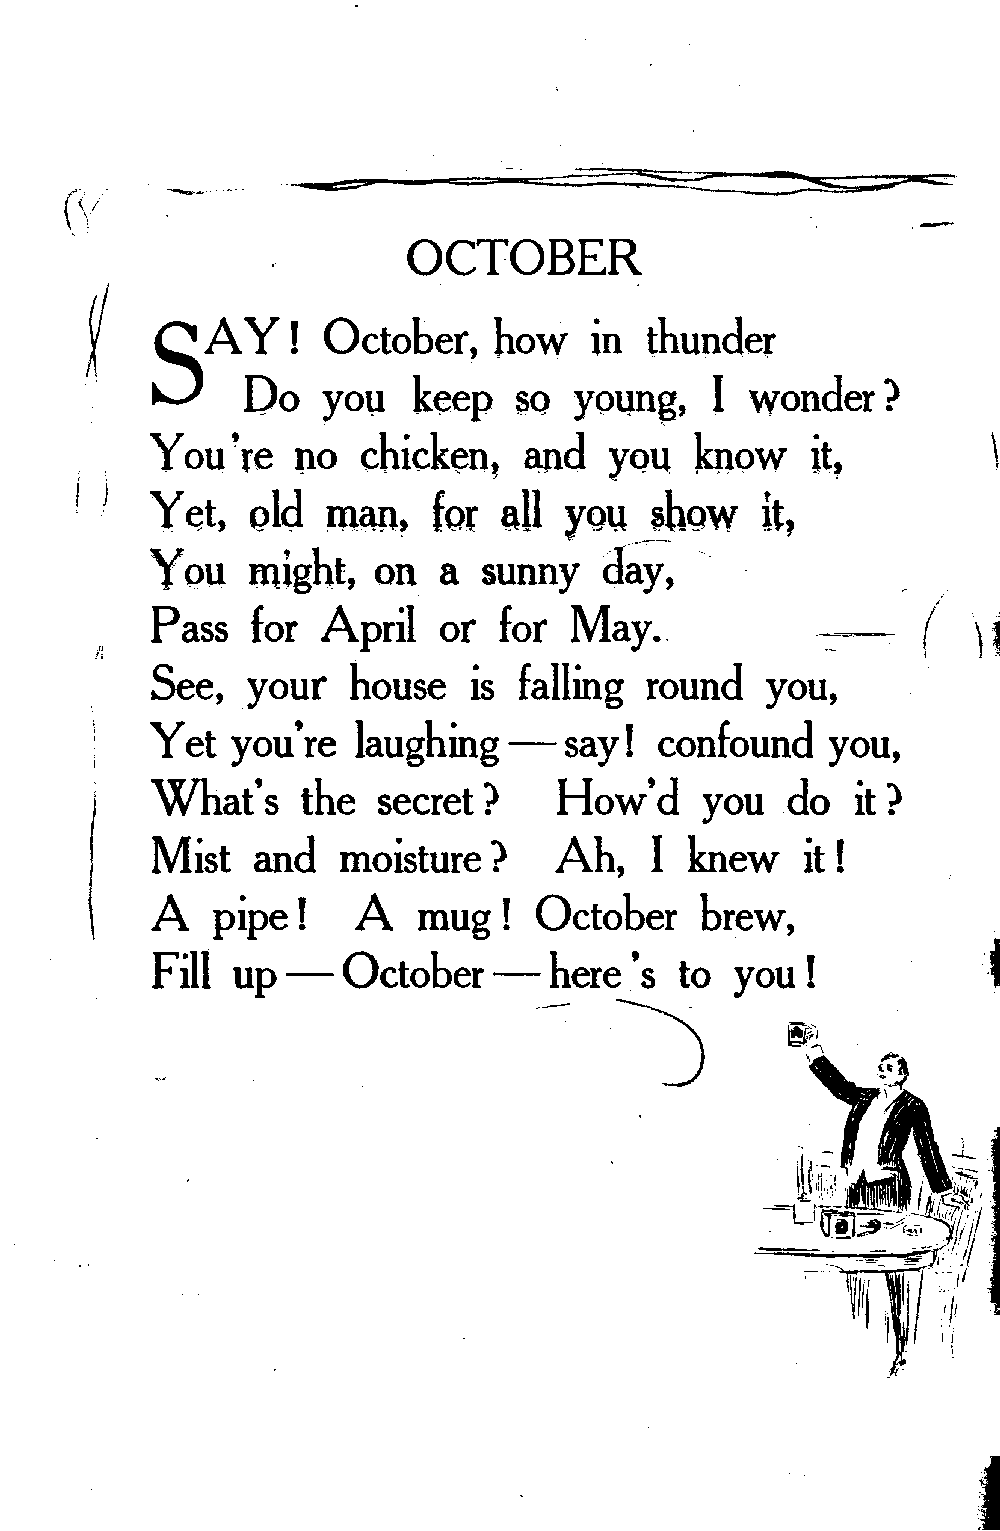 OCTOBER
SAY! October, how in thunder
Do you keep so young, I wonder?
You're no chicken, and you know it,
Yet, old man, for all you show it,
You might, on a sunny day,
Pass for April or for May.
See, your house is falling round you,
Yet you're laughing—say! confound you,
What's the secret? How'd you do it?
Mist and moisture? Ah, I knew it!
A pipe! A mug! October brew,
Fill up—October—here's to you!